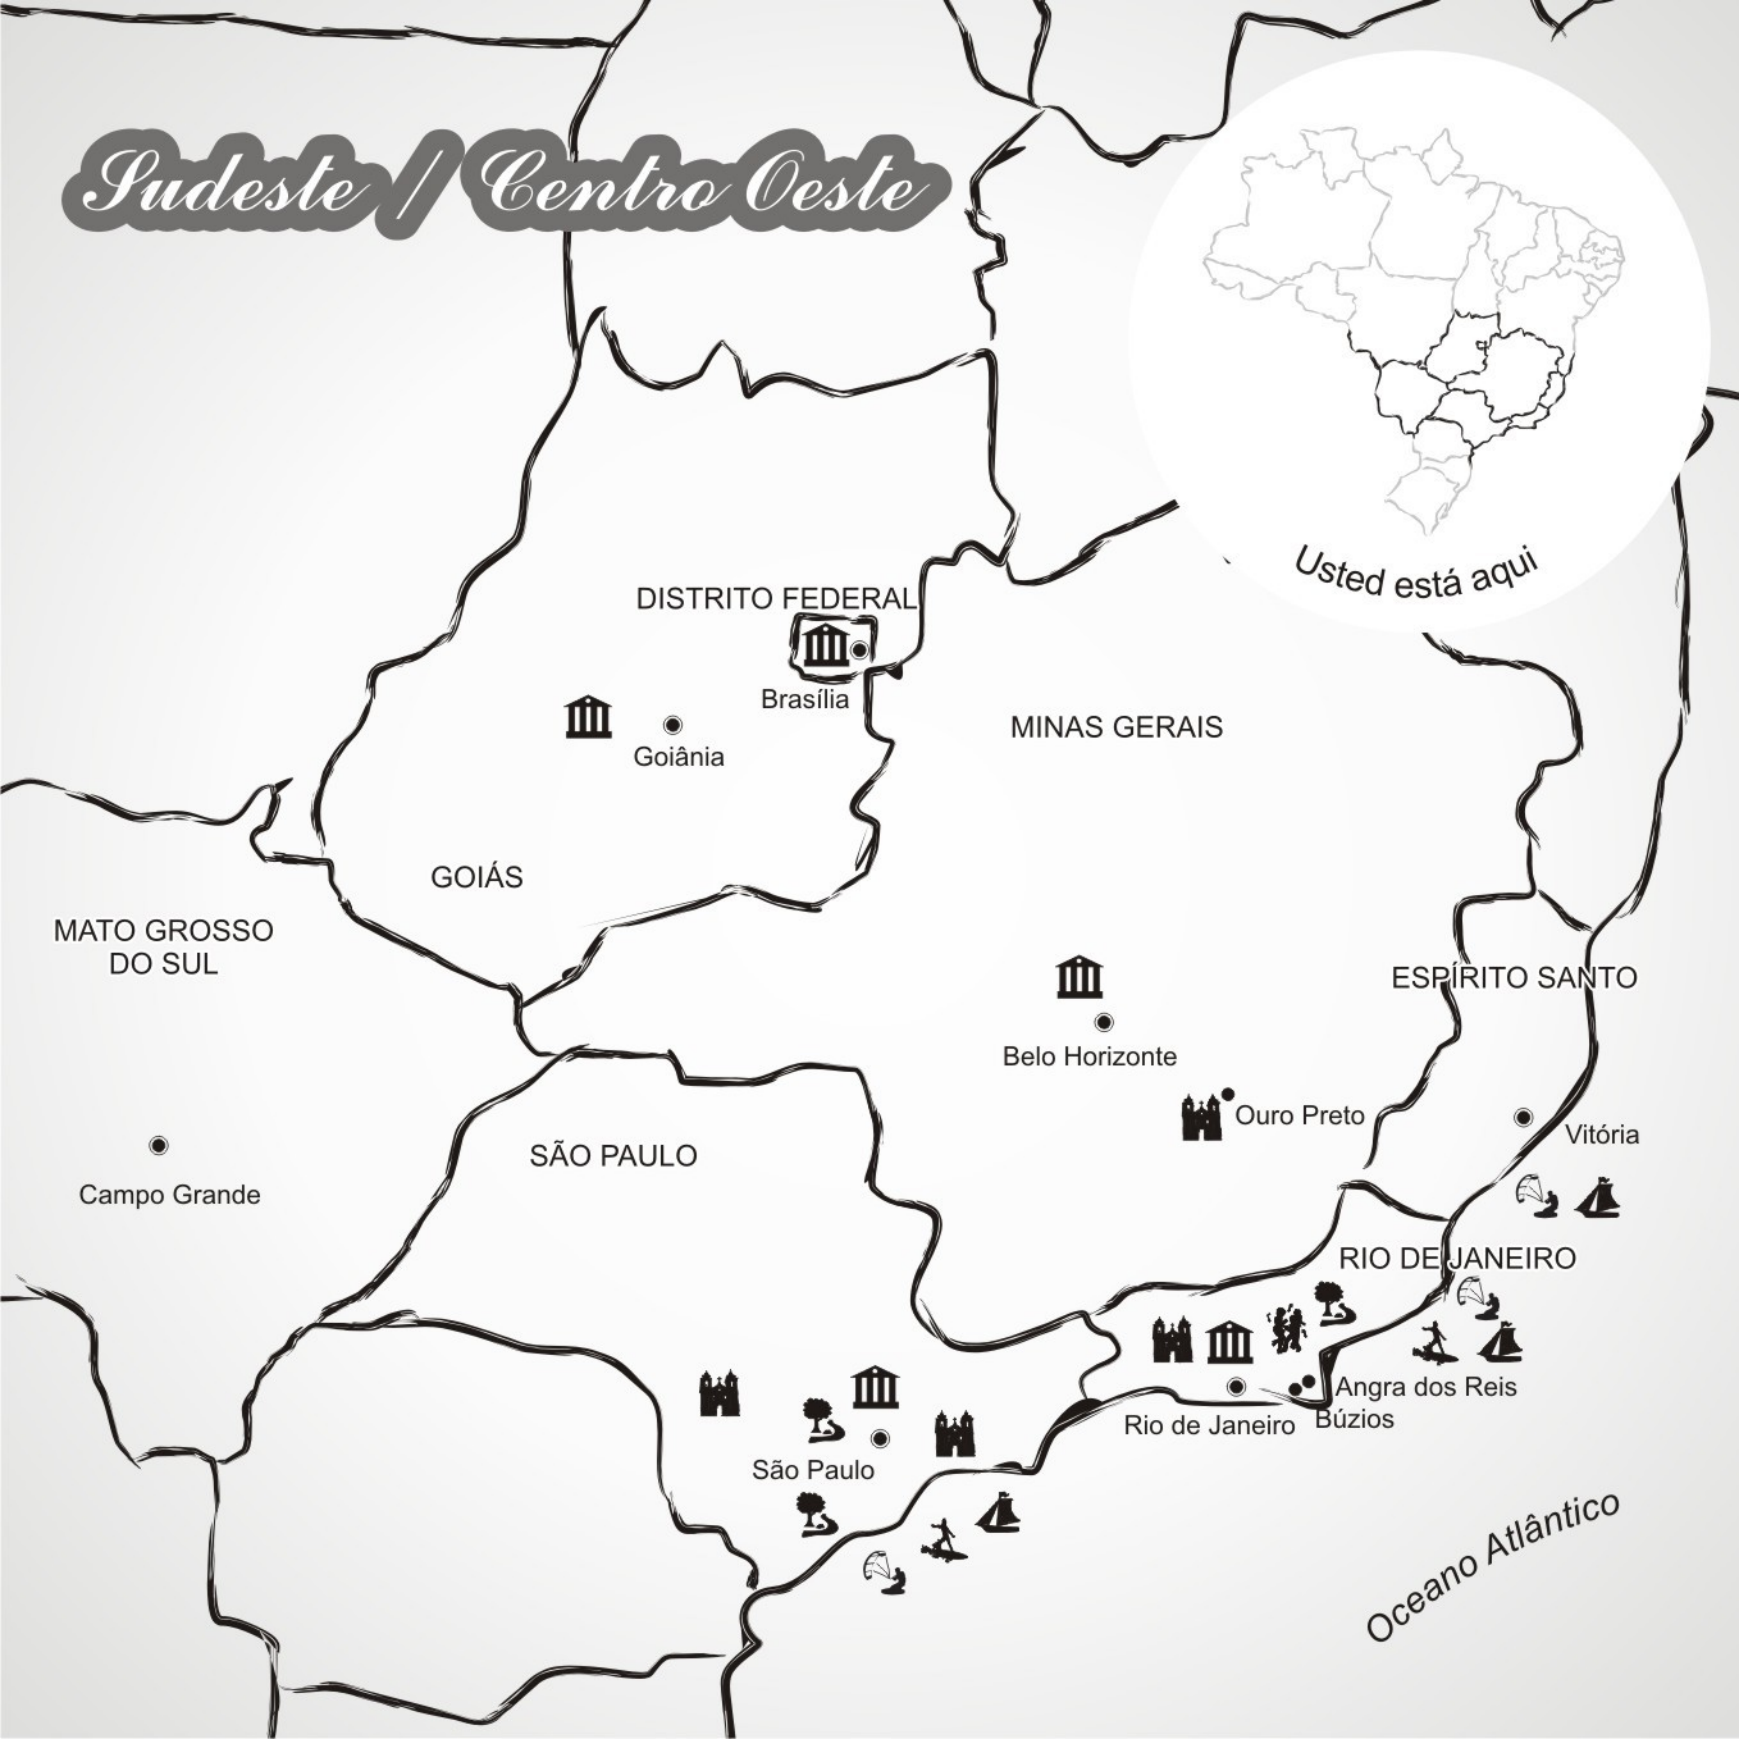 Sudeste / Centro Oeste
Usted está aqui
DISTRITO FEDERAL
Brasília
Goiânia
MINAS GERAIS
GOIÁS
MATO GROSSO
DO SUL
ESPÍRITO SANTO
Belo Horizonte
Ouro Preto
Vitória
SÃO PAULO
Campo Grande
RIO DE JANEIRO
Angra dos Reis
Rio de Janeiro
Búzios
São Paulo
Oceano Atlântico